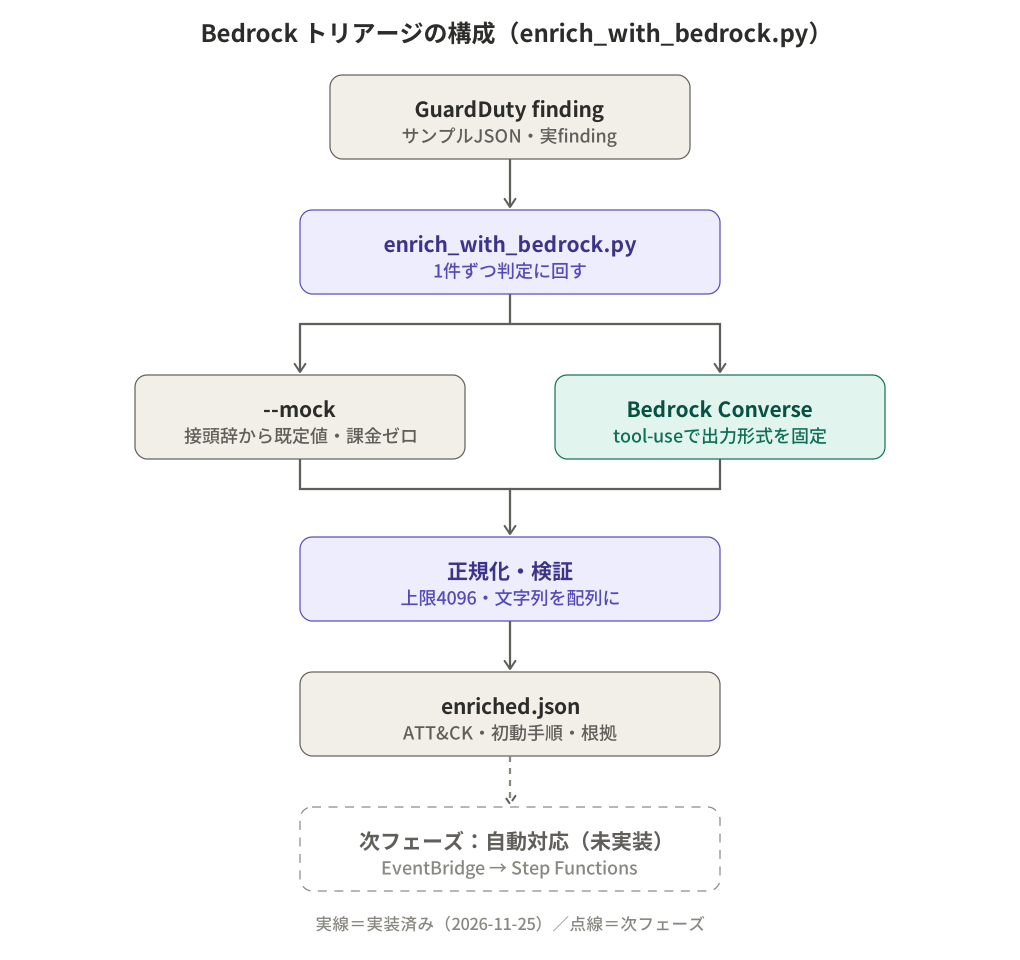 Bedrock トリアージの構成（enrich_with_bedrock.py）
GuardDuty finding
サンプルJSON・実finding
enrich_with_bedrock.py
1件ずつ判定に回す
--mock
接頭辞から既定値・課金ゼロ
Bedrock Converse
tool-useで出力形式を固定
正規化・検証
上限4096・文字列を配列に
enriched.json
ATT&CK・初動手順・根拠
次フェーズ：自動対応（未実装）
EventBridge → Step Functions
実線＝実装済み（2026-11-25）／点線＝次フェーズ